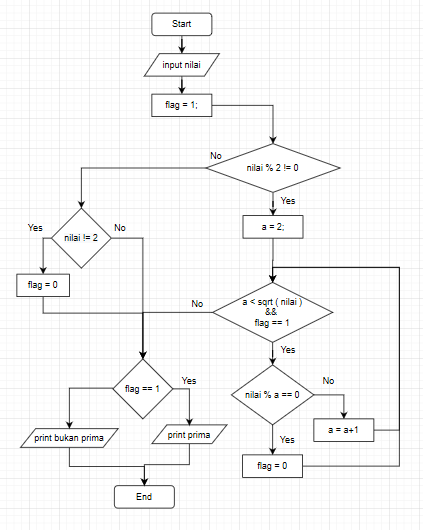 Start
input nilai
flag = 1;
No
nilai % 2 != 0
Yes
Yes
No
nilai != 2
a = 2;
flag = 0
No
a < sqrt ( nilai )
&&
flag == 1
Yes
flag == 1
Yes
nilai % a == 0
No
print bukan prima
print prima
a = a+1
Yes
flag = 0
End